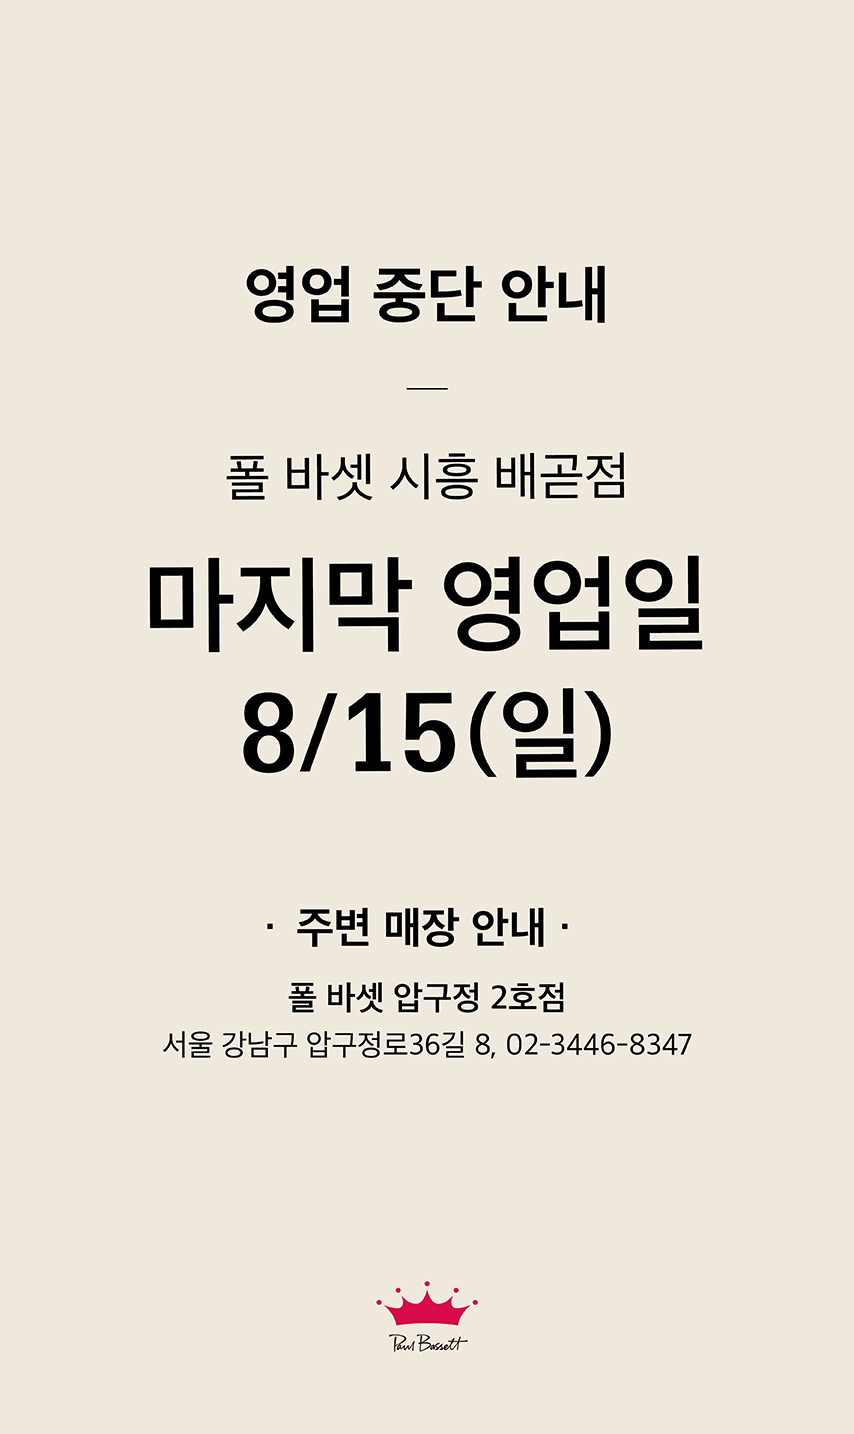 영업 중단 안내
폴 바셋 시흥 배곧점
마지막 영업일
8/15(일)
· 주변 매장 안내 ·
폴 바셋 압구정 2호점
서울 강남구 압구정로36길 8, 02-3446-8347
Paul Bassett